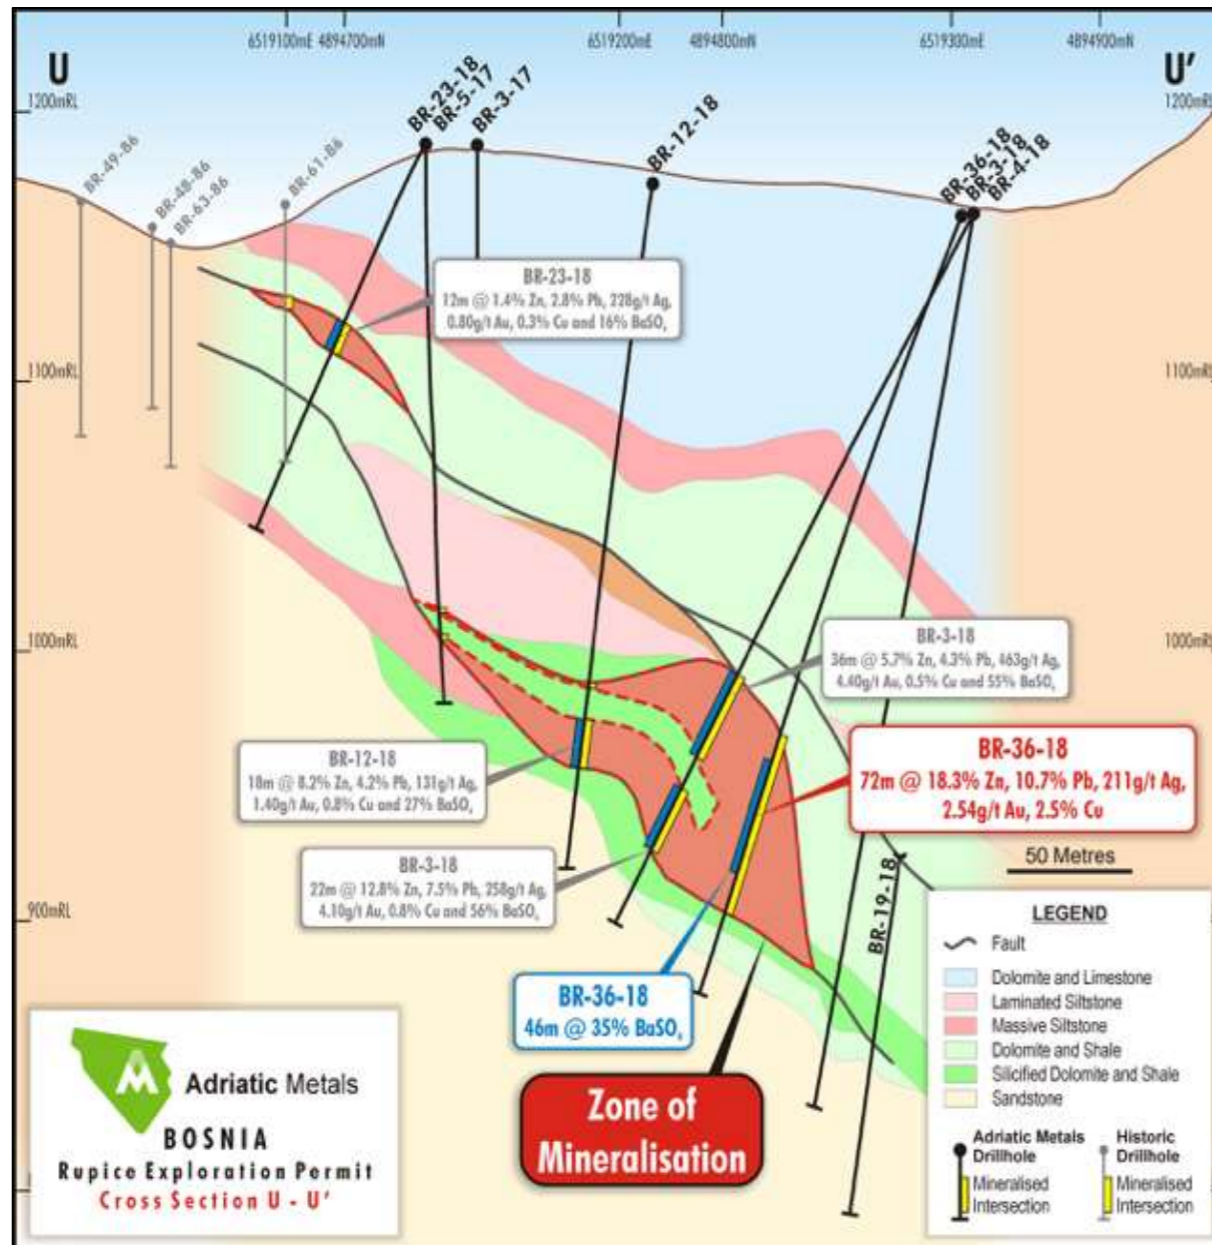 6519100mE 4894700mN 6519200mE 4894800mN 6519300mE 4894900mN
U U'
1200mRL 1200mRL
BR-49-86
BR-48-86
BR-63-86
BR-61-86
BR-23-18
BR-5-17
BR-3-17
BR-12-18
BR-36-18
BR-3-18
BR-4-18
BR-23-18
12m @ 1.4% Zn, 2.8% Pb, 228g/t Ag,
0.80g/t Au, 0.3% Cu and 16% BaSO₄
1100mRL 1100mRL
1000mRL 1000mRL
BR-3-18
36m @ 5.7% Zn, 4.3% Pb, 463g/t Ag,
4.40g/t Au, 0.5% Cu and 55% BaSO₄
BR-36-18
72m @ 18.3% Zn, 10.7% Pb, 211g/t Ag,
2.54g/t Au, 2.5% Cu
BR-12-18
18m @ 8.2% Zn, 4.2% Pb, 131g/t Ag,
1.40g/t Au, 0.8% Cu and 27% BaSO₄
BR-3-18
22m @ 12.8% Zn, 7.5% Pb, 258g/t Ag,
4.10g/t Au, 0.8% Cu and 56% BaSO₄
50 Metres
BR-19-18
900mRL
BR-36-18
46m @ 35% BaSO₄
Zone of
Mineralisation
LEGEND
Fault
Dolomite and Limestone
Laminated Siltstone
Massive Siltstone
Dolomite and Shale
Silicified Dolomite and Shale
Sandstone
Adriatic Metals
Drillhole
Mineralised
Intersection
Historic
Drillhole
Mineralised
Intersection
Adriatic Metals
BOSNIA
Rupice Exploration Permit
Cross Section U - U'